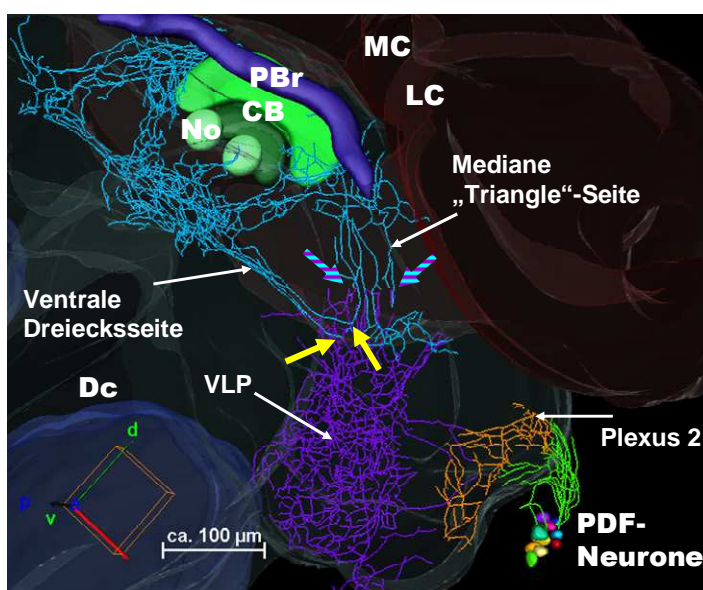 MC
LC
PBr
CB
No
Mediane
„Triangle“-Seite
Ventrale
Dreiecksseite
Dc
VLP
Plexus 2
d
p
v
ca. 100 µm
PDF-
Neurone